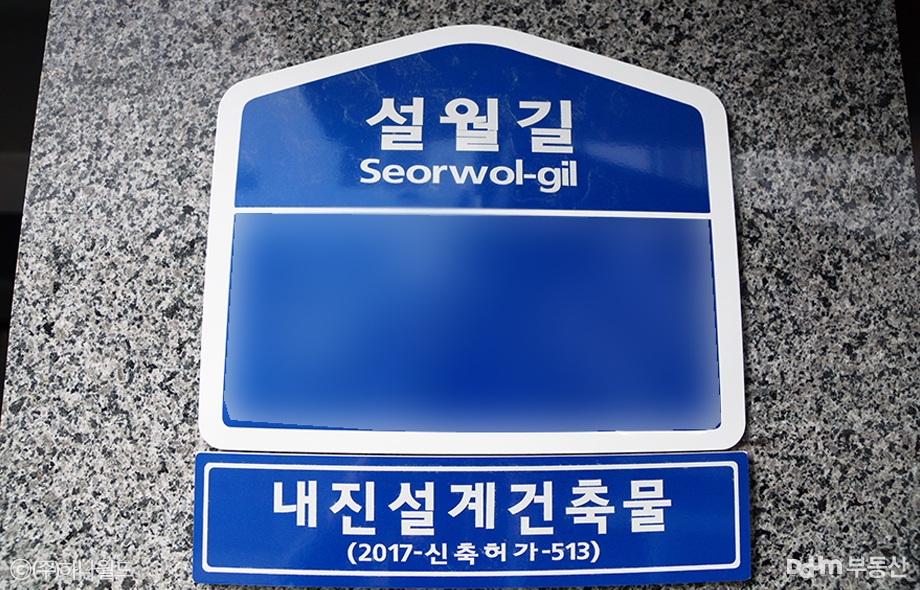 설월길
Seorwol-gil
내진설계건축물
(2017-신축허가-513)
부동산